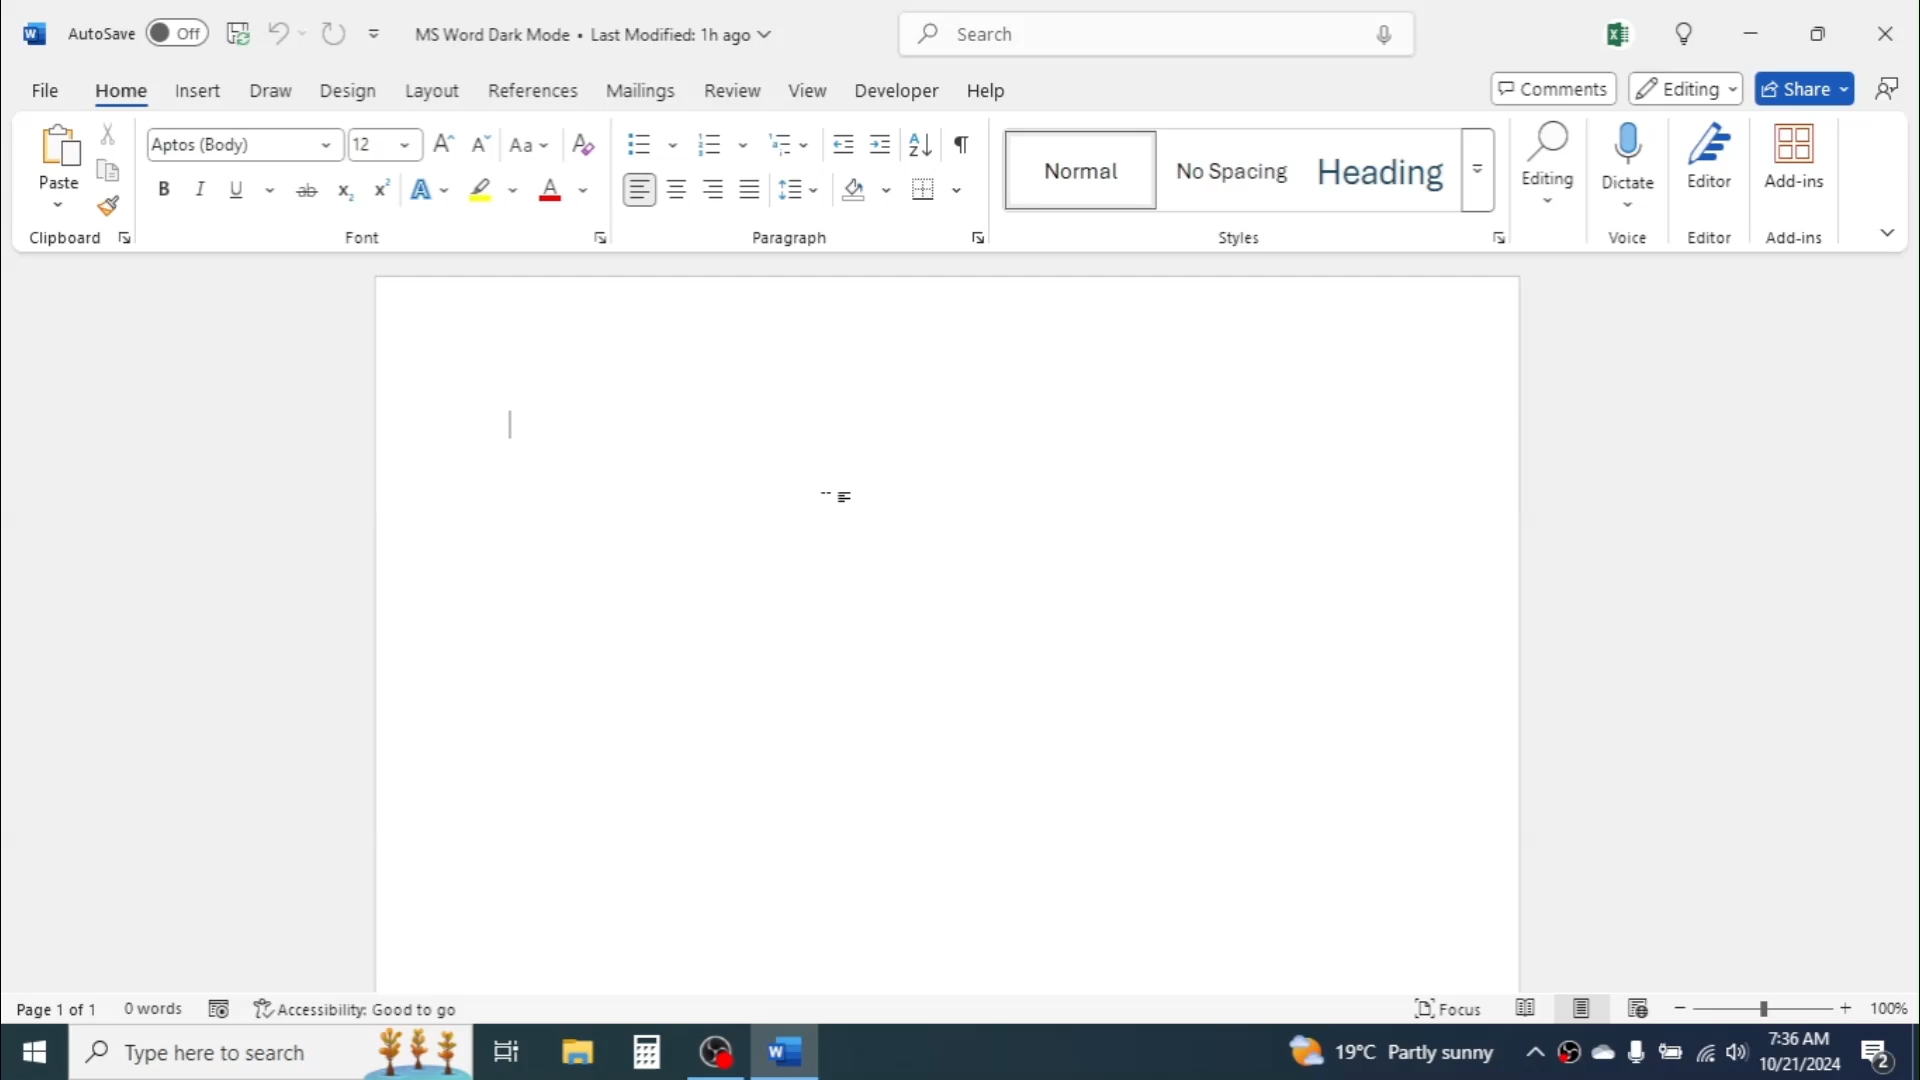 AutoSave Off MS Word Dark Mode • Last Modified: 1h ago Search
File Home Insert Draw Design Layout References Mailings Review View Developer Help Comments Editing Share
Paste Aptos (Body) 12 Aa Normal No Spacing Heading Editing Dictate Editor Add-ins
Clipboard Font Paragraph Styles Voice Editor Add-ins
Page 1 of 1 0 words Accessibility: Good to go Focus 100%
Type here to search 19°C Partly sunny 7:36 AM
10/21/2024 2